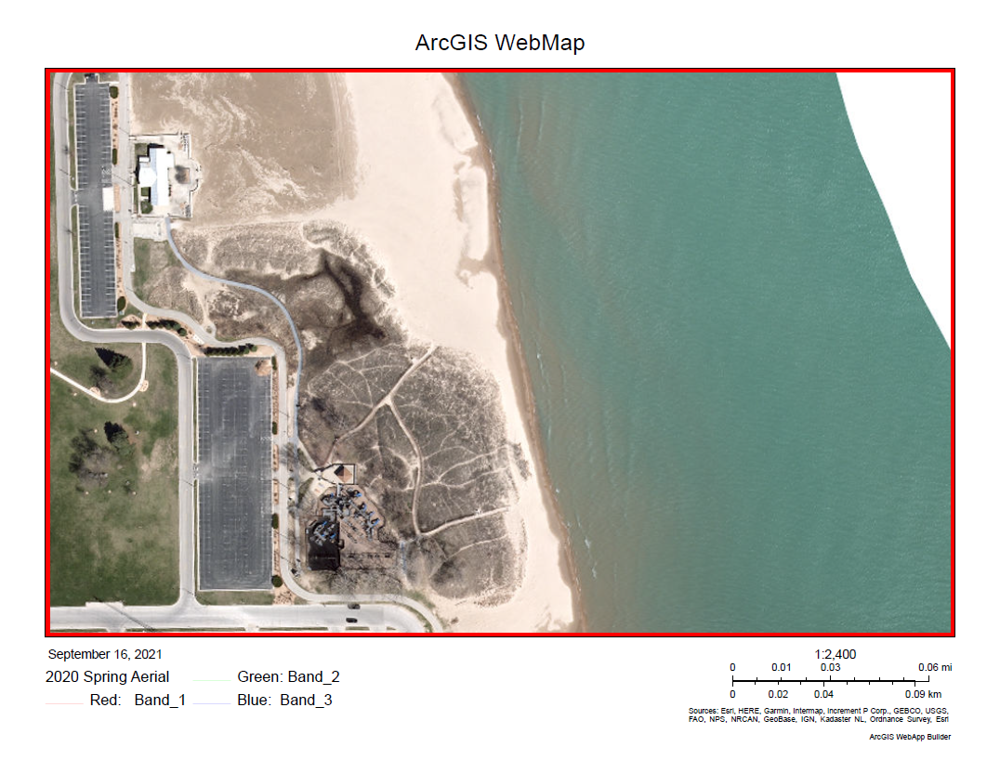 ArcGIS WebMap
September 16, 2021
2020 Spring Aerial
Green: Band_2
Red: Band_1
Blue: Band_3
1:2,400
0 0.01 0.03 0.06 mi
0 0.02 0.04 0.09 km
Sources: Esri, HERE, Garmin, Intermap, increment P Corp., GEBCO, USGS,
FAO, NPS, NRCAN, GeoBase, IGN, Kadaster NL, Ordnance Survey, Esri
ArcGIS WebApp Builder